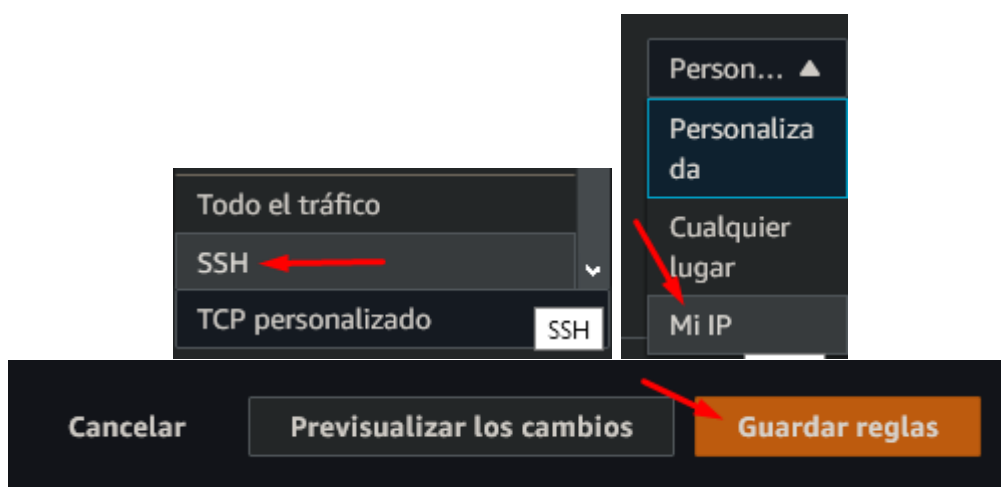 Person...
Personaliza
da
Cualquier
lugar
Mi IP
Todo el tráfico
SSH
TCP personalizado
SSH
Cancelar
Previsualizar los cambios
Guardar reglas